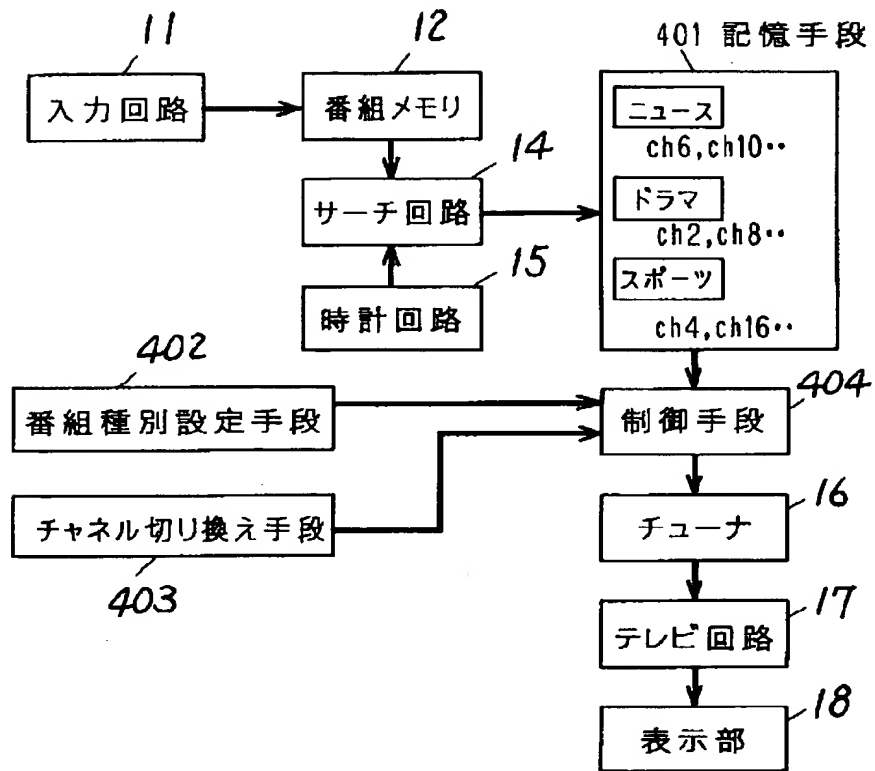 11
12
401 記憶手段
入力回路
番組メモリ
ニュース
ch6,ch10‥
14
サーチ回路
ドラマ
ch2,ch8‥
15
スポーツ
時計回路
ch4,ch16‥
402
404
番組種別設定手段
制御手段
16
チャネル切り換え手段
チューナ
403
17
テレビ回路
18
表示部